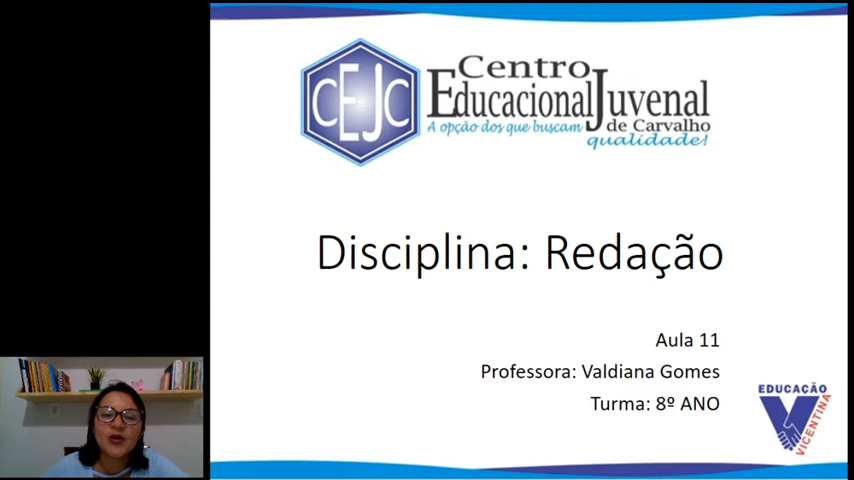 CEJC
Centro
Educacional Juvenal
A opção dos que buscam de Carvalho
qualidade!
Disciplina: Redação
Aula 11
Professora: Valdiana Gomes
Turma: 8º ANO
EDUCAÇÃO
VICENTINA